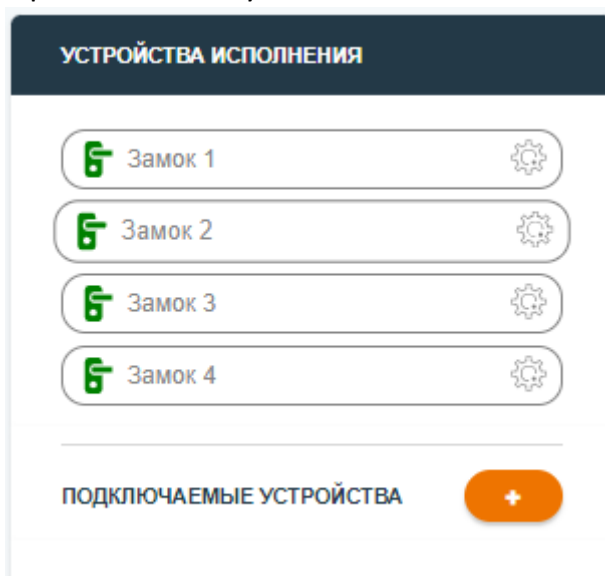 УСТРОЙСТВА ИСПОЛНЕНИЯ
Замок 1
Замок 2
Замок 3
Замок 4
ПОДКЛЮЧАЕМЫЕ УСТРОЙСТВА
+